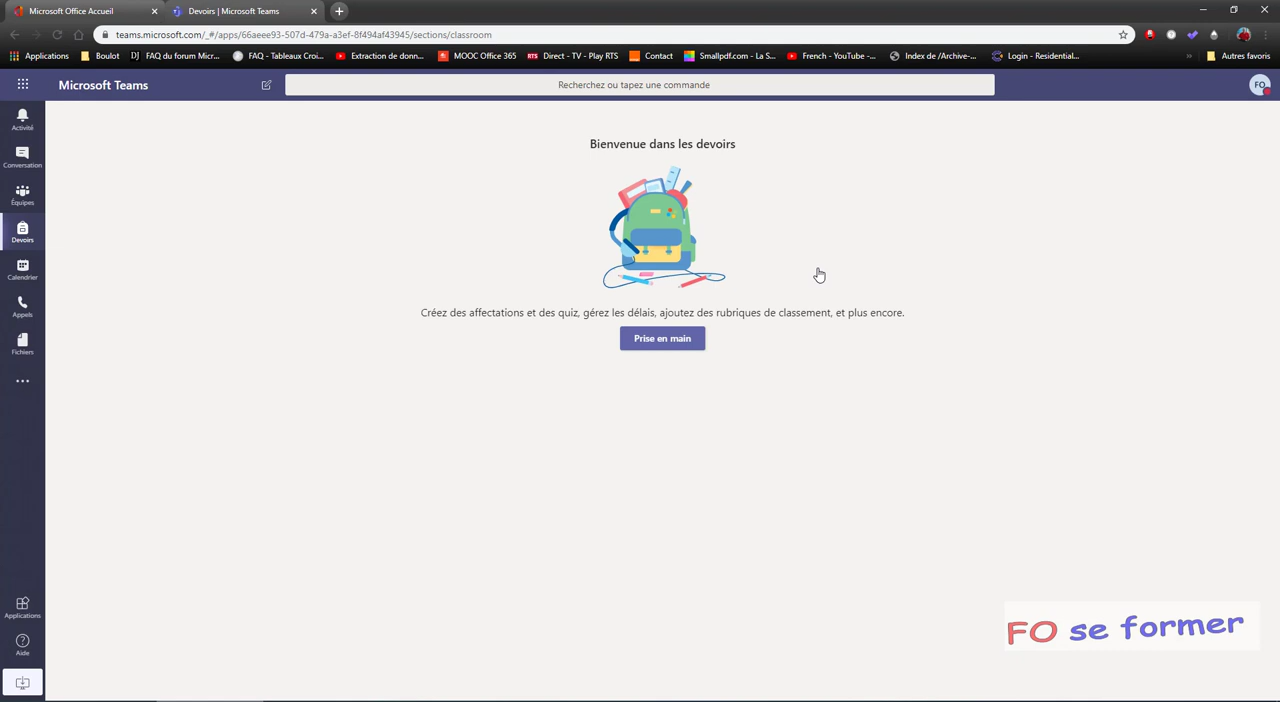 Microsoft Office Accueil
Devoirs | Microsoft Teams
teams.microsoft.com/_#/apps/66aeee93-507d-479a-a3ef-8f494af43945/sections/classroom
Applications
Boulot
FAQ du forum Micr...
FAQ - Tableaux Croi...
Extraction de donn...
MOOC Office 365
RTS Direct - TV - Play RTS
Contact
Smallpdf.com - La S...
French - YouTube -...
Index de /Archive-...
Login - Residential...
»
Autres favoris
Microsoft Teams
Recherchez ou tapez une commande
FO
Activité
Conversation
Équipes
Devoirs
Calendrier
Appels
Fichiers
Bienvenue dans les devoirs
Créez des affectations et des quiz, gérez les délais, ajoutez des rubriques de classement, et plus encore.
Prise en main
Applications
Aide
FO se former